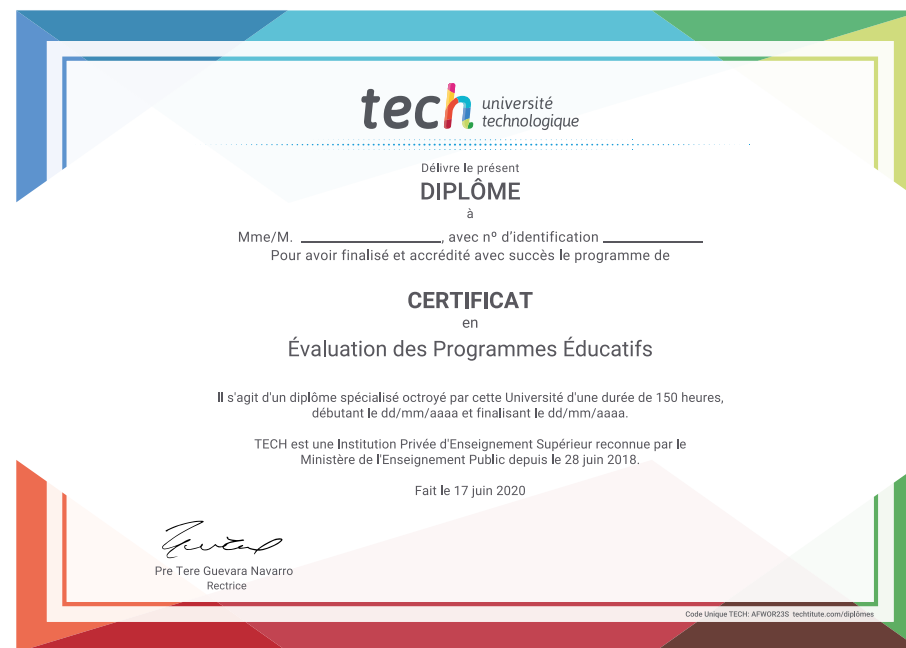 tech université
technologique
Délivre le présent
DIPLÔME
à
Mme/M. ____________________, avec nº d'identification ______________
Pour avoir finalisé et accrédité avec succès le programme de
CERTIFICAT
en
Évaluation des Programmes Éducatifs
Il s'agit d'un diplôme spécialisé octroyé par cette Université d'une durée de 150 heures,
débutant le dd/mm/aaaa et finalisant le dd/mm/aaaa.
TECH est une Institution Privée d'Enseignement Supérieur reconnue par le
Ministère de l'Enseignement Public depuis le 28 juin 2018.
Fait le 17 juin 2020
Pre Tere Guevara Navarro
Rectrice
Code Unique TECH: AFWOR23S techtitute.com/diplômes